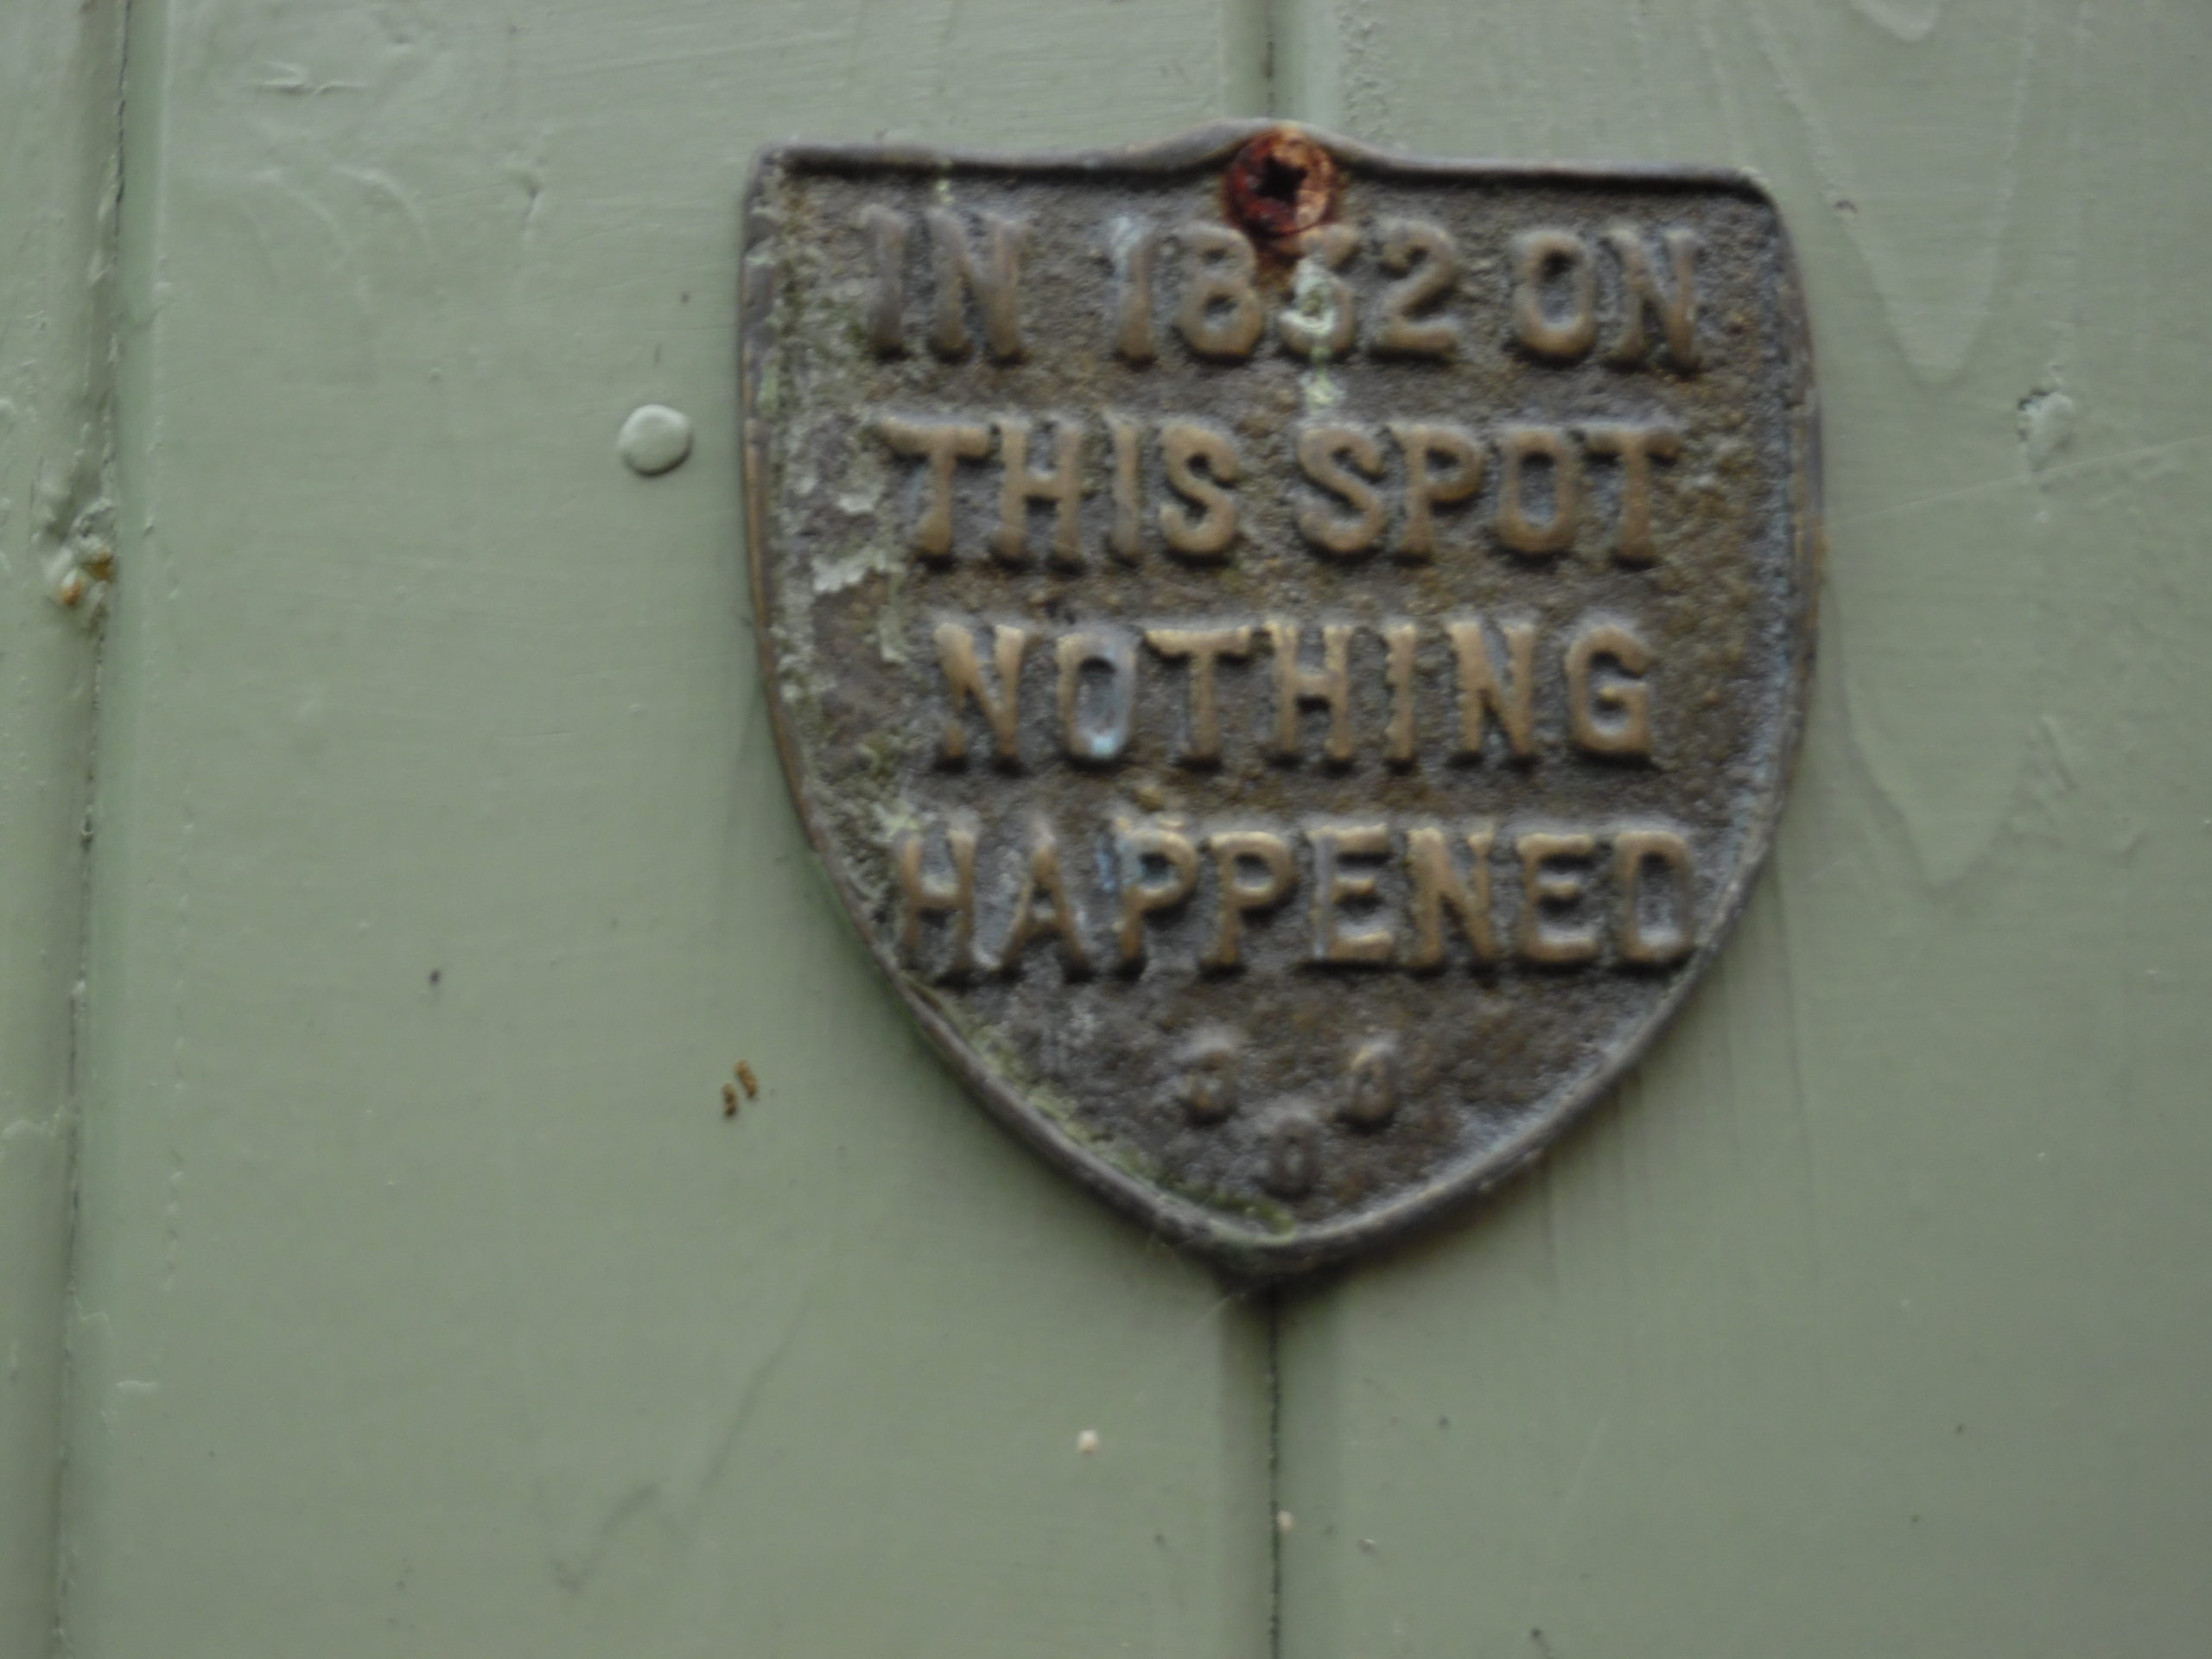 IN 1832 ON
THIS SPOT
NOTHING
HAPPENED